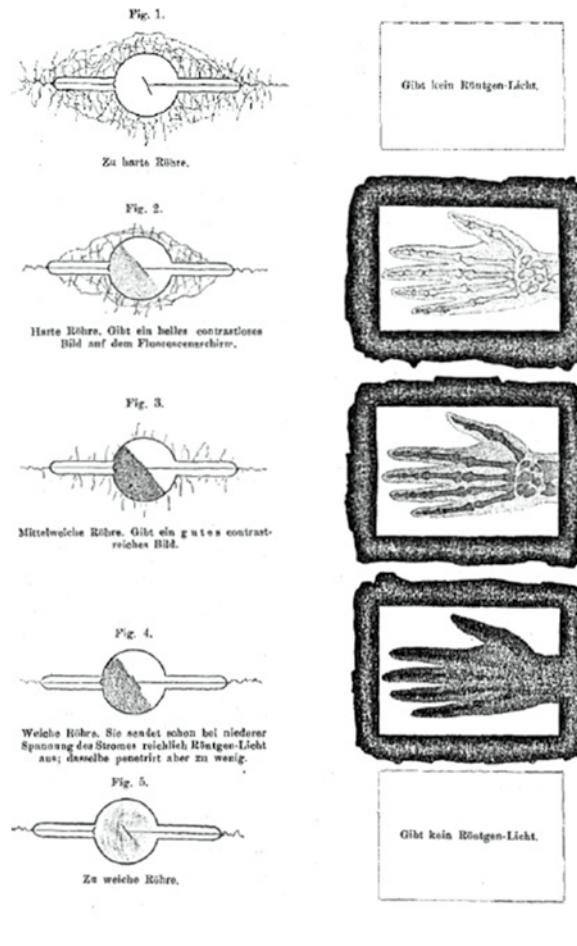 Fig. 1.
Gibt kein Röntgen-Licht.
Zu harte Röhre.
Fig. 2.
Harte Röhre. Gibt ein helles contrastloses
Bild auf dem Fluorescenzschirm.
Fig. 3.
Mittelweiche Röhre. Gibt ein gutes contrast-
reiches Bild.
Fig. 4.
Weiche Röhre. Sie sendet schon bei niederer
Spannung des Stromes reichlich Röntgen-Licht
aus; dasselbe penetrirt aber zu wenig.
Fig. 5.
Gibt kein Röntgen-Licht.
Zu weiche Röhre.